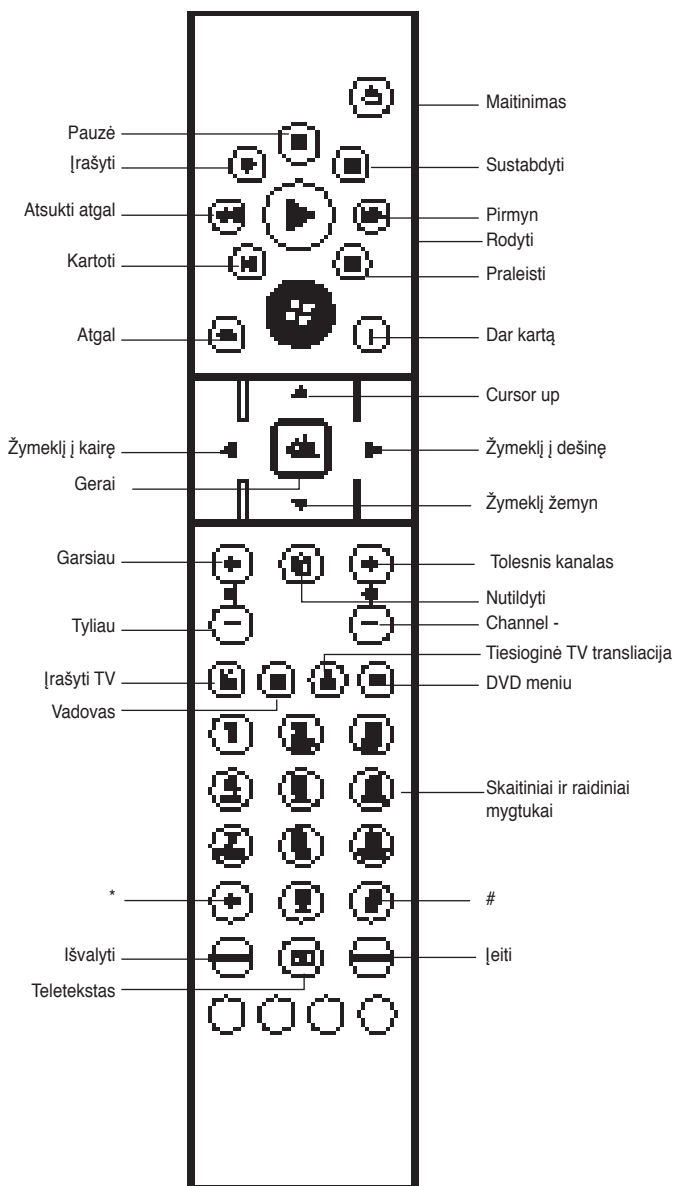 Maitinimas
Pauzė
Įrašyti
Sustabdyti
Atsukti atgal
Pirmyn
Rodyti
Kartoti
Praleisti
Atgal
Dar kartą
Cursor up
Žymeklį į kairę
Žymeklį į dešinę
Gerai
Žymeklį žemyn
Garsiau
Tolesnis kanalas
Nutildyti
Tyliau
Channel -
Tiesioginė TV transliacija
Įrašyti TV
DVD meniu
Vadovas
Skaitiniai ir raidiniai
mygtukai
*
#
Išvalyti
Įeiti
Teletekstas